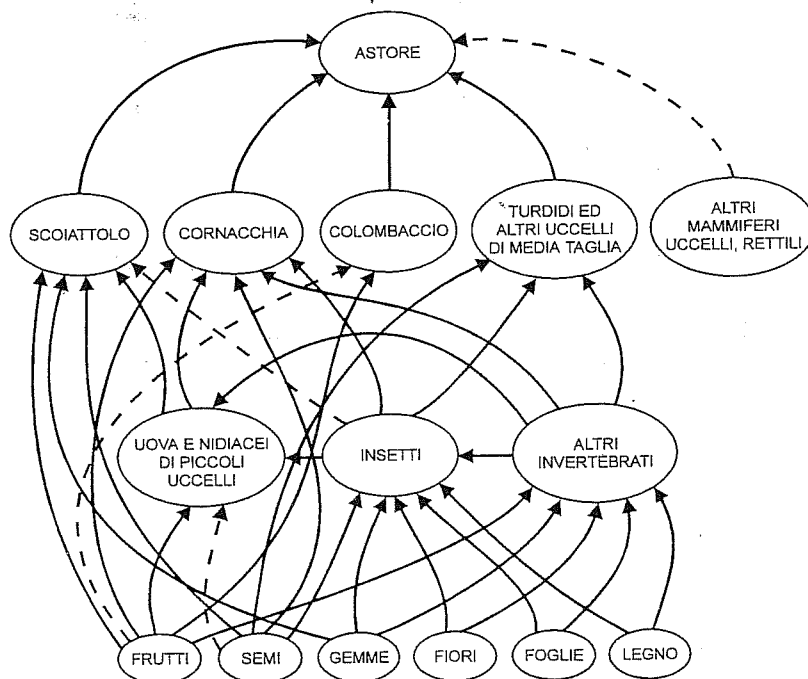 ASTORE
SCOIATTOLO
CORNACCHIA
COLOMBACCIO
TURDIDI ED
ALTRI UCCELLI
DI MEDIA TAGLIA
ALTRI
MAMMIFERI
UCCELLI, RETTILI
UOVA E NIDIACEI
DI PICCOLI
UCCELLI
INSETTI
ALTRI
INVERTEBRATI
FRUTTI
SEMI
GEMME
FIORI
FOGLIE
LEGNO